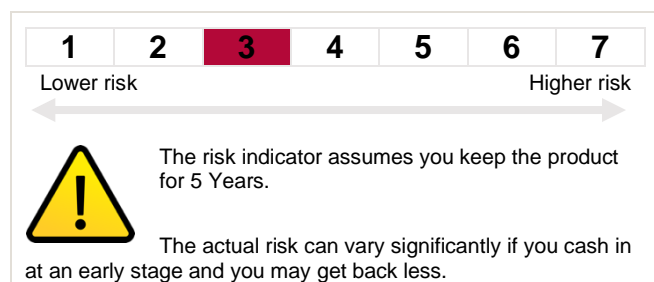 1 2 3 4 5 6 7
Lower risk Higher risk
The risk indicator assumes you keep the product
for 5 Years.
The actual risk can vary significantly if you cash in
at an early stage and you may get back less.